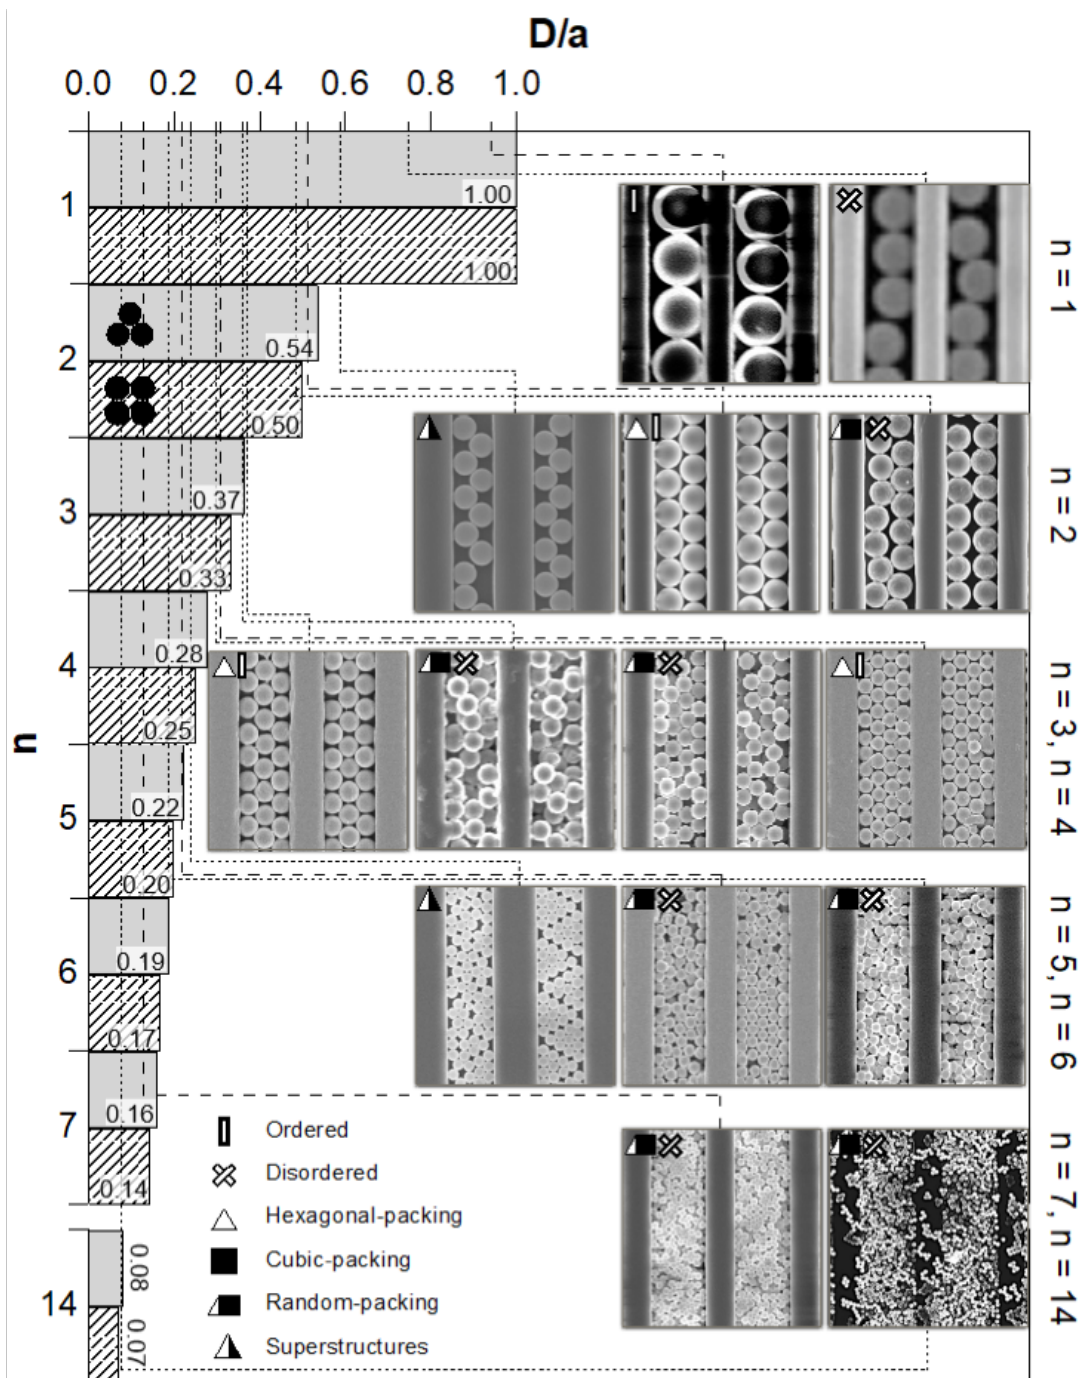 D/a
0.0 0.2 0.4 0.6 0.8 1.0
1.00
1
1.00
n = 1
0.54
2
0.50
n = 2
0.37
3
0.33
0.28
4
0.25
n = 3, n = 4
n
0.22
5
0.20
0.19
6
0.17
n = 5, n = 6
0.16
7
0.14
Ordered
Disordered
Hexagonal-packing
Cubic-packing
Random-packing
Superstructures
n = 7, n = 14
0.08
14
0.07